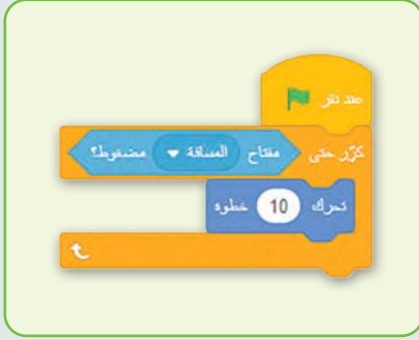 عند نقر
كرّر حتى مفتاح المسافة مضغوط؟
تحرك 10 خطوة